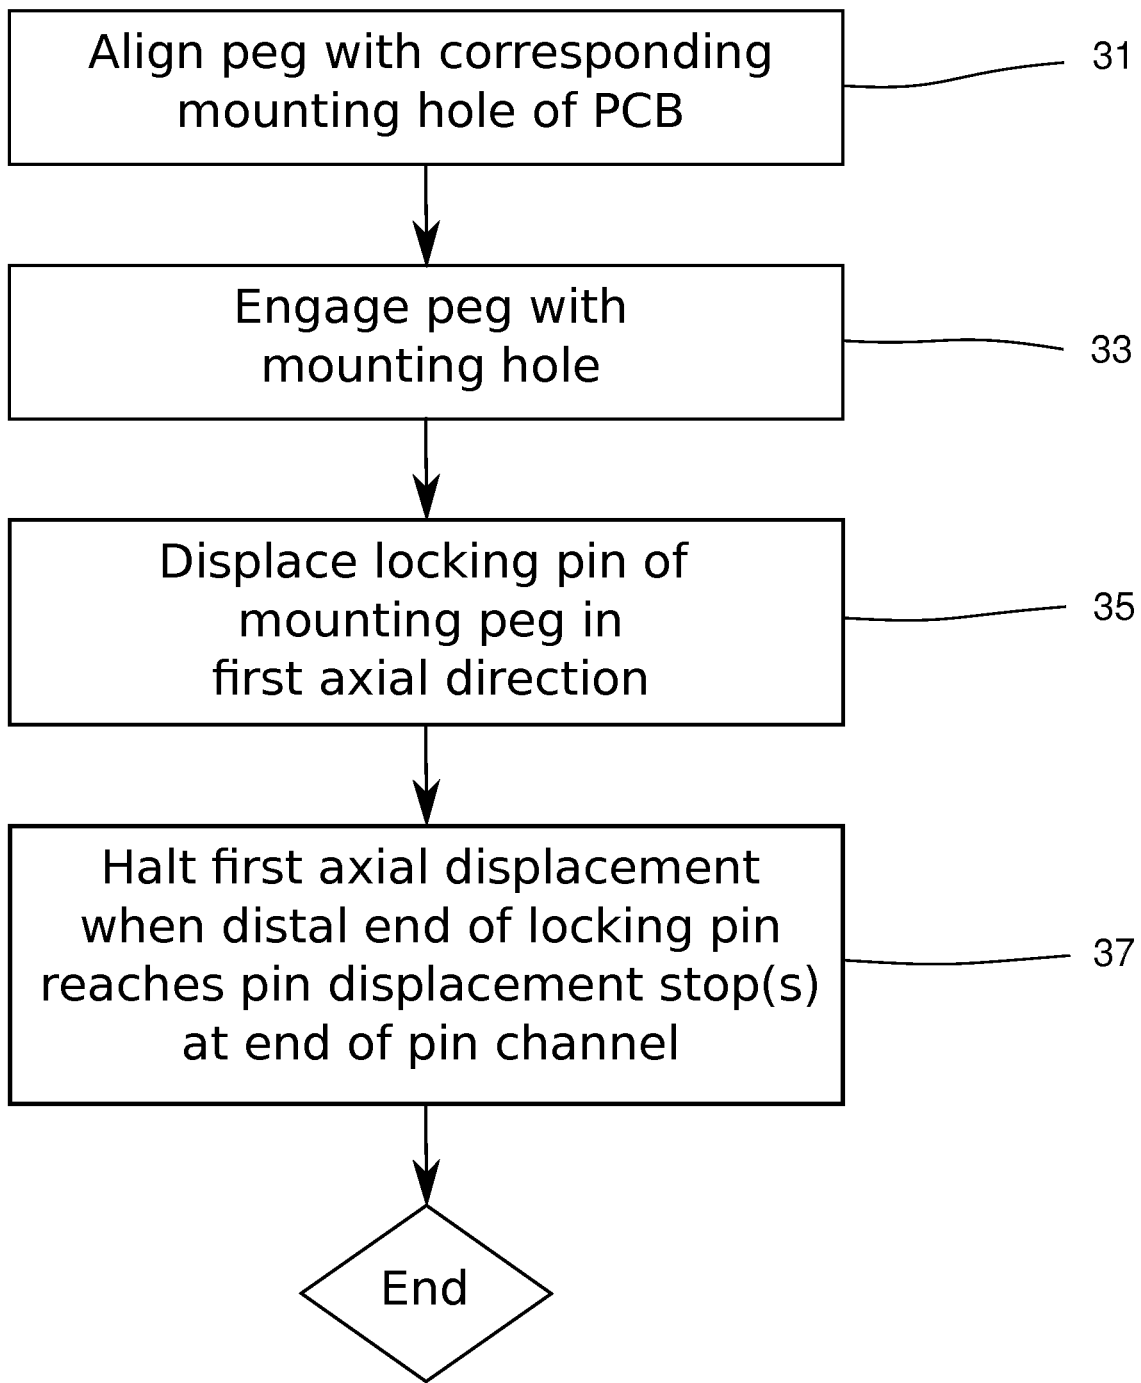 Align peg with corresponding
mounting hole of PCB
31
Engage peg with
mounting hole
33
Displace locking pin of
mounting peg in
first axial direction
35
Halt first axial displacement
when distal end of locking pin
reaches pin displacement stop(s)
at end of pin channel
37
End